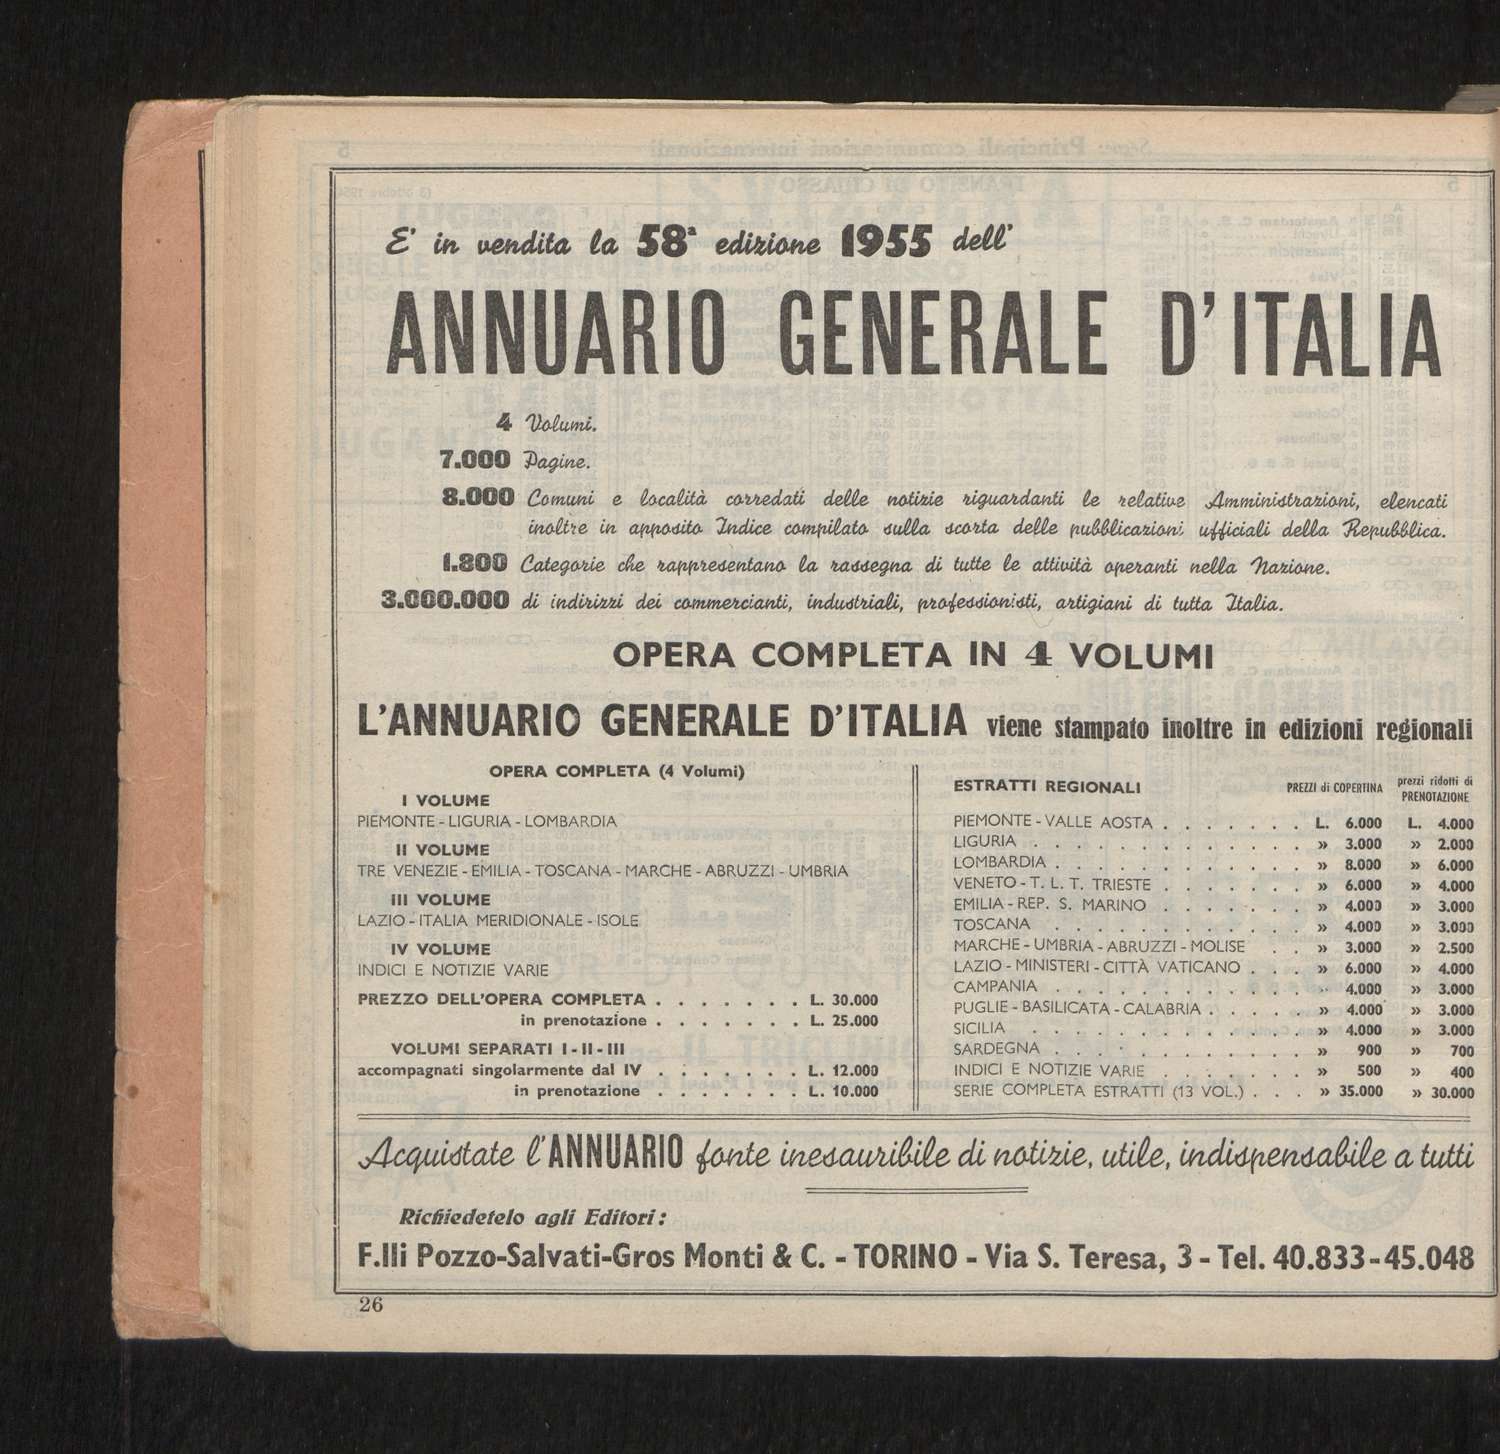 E' in vendita la 58ª edizione 1955 dell'
ANNUARIO GENERALE D'ITALIA
4 Volumi.
7.000 Pagine.
8.000 Comuni e località corredati delle notizie riguardanti le relative Amministrazioni, elencati
inoltre in apposito Indice compilato sulla scorta delle pubblicazioni ufficiali della Repubblica.
1.800 Categorie che rappresentano la rassegna di tutte le attività operanti nella Nazione.
3.000.000 di indirizzi dei commercianti, industriali, professionisti, artigiani di tutta Italia.
OPERA COMPLETA IN 4 VOLUMI
L'ANNUARIO GENERALE D'ITALIA viene stampato inoltre in edizioni regionali
OPERA COMPLETA (4 Volumi)
I VOLUME
PIEMONTE - LIGURIA - LOMBARDIA
II VOLUME
TRE VENEZIE - EMILIA - TOSCANA - MARCHE - ABRUZZI - UMBRIA
III VOLUME
LAZIO - ITALIA MERIDIONALE - ISOLE
IV VOLUME
INDICI E NOTIZIE VARIE
PREZZO DELL'OPERA COMPLETA . . . . . . . L. 30.000
in prenotazione . . . . . . . L. 25.000
VOLUMI SEPARATI I - II - III
accompagnati singolarmente dal IV . . . . . . . L. 12.000
in prenotazione . . . . . . . L. 10.000
ESTRATTI REGIONALI PREZZI di COPERTINA prezzi ridotti di PRENOTAZIONE
PIEMONTE - VALLE AOSTA . . . . . . . L. 6.000 L. 4.000
LIGURIA . . . . . . . . . . . . . » 3.000 » 2.000
LOMBARDIA . . . . . . . . . . . . » 8.000 » 6.000
VENETO - T. L. T. TRIESTE . . . . . . . » 6.000 » 4.000
EMILIA - REP. S. MARINO . . . . . . . » 4.000 » 3.000
TOSCANA . . . . . . . . . . . . » 4.000 » 3.000
MARCHE - UMBRIA - ABRUZZI - MOLISE . . » 3.000 » 2.500
LAZIO - MINISTERI - CITTÀ VATICANO . . . » 6.000 » 4.000
CAMPANIA . . . . . . . . . . . . » 4.000 » 3.000
PUGLIE - BASILICATA - CALABRIA . . . . . » 4.000 » 3.000
SICILIA . . . . . . . . . . . . . » 4.000 » 3.000
SARDEGNA . . . . . . . . . . . . » 900 » 700
INDICI E NOTIZIE VARIE . . . . . . . » 500 » 400
SERIE COMPLETA ESTRATTI (13 VOL.) . . . » 35.000 » 30.000
Acquistate l'ANNUARIO fonte inesauribile di notizie, utile, indispensabile a tutti
Richiedetelo agli Editori:
F.lli Pozzo-Salvati-Gros Monti & C. - TORINO - Via S. Teresa, 3 - Tel. 40.833-45.048
26